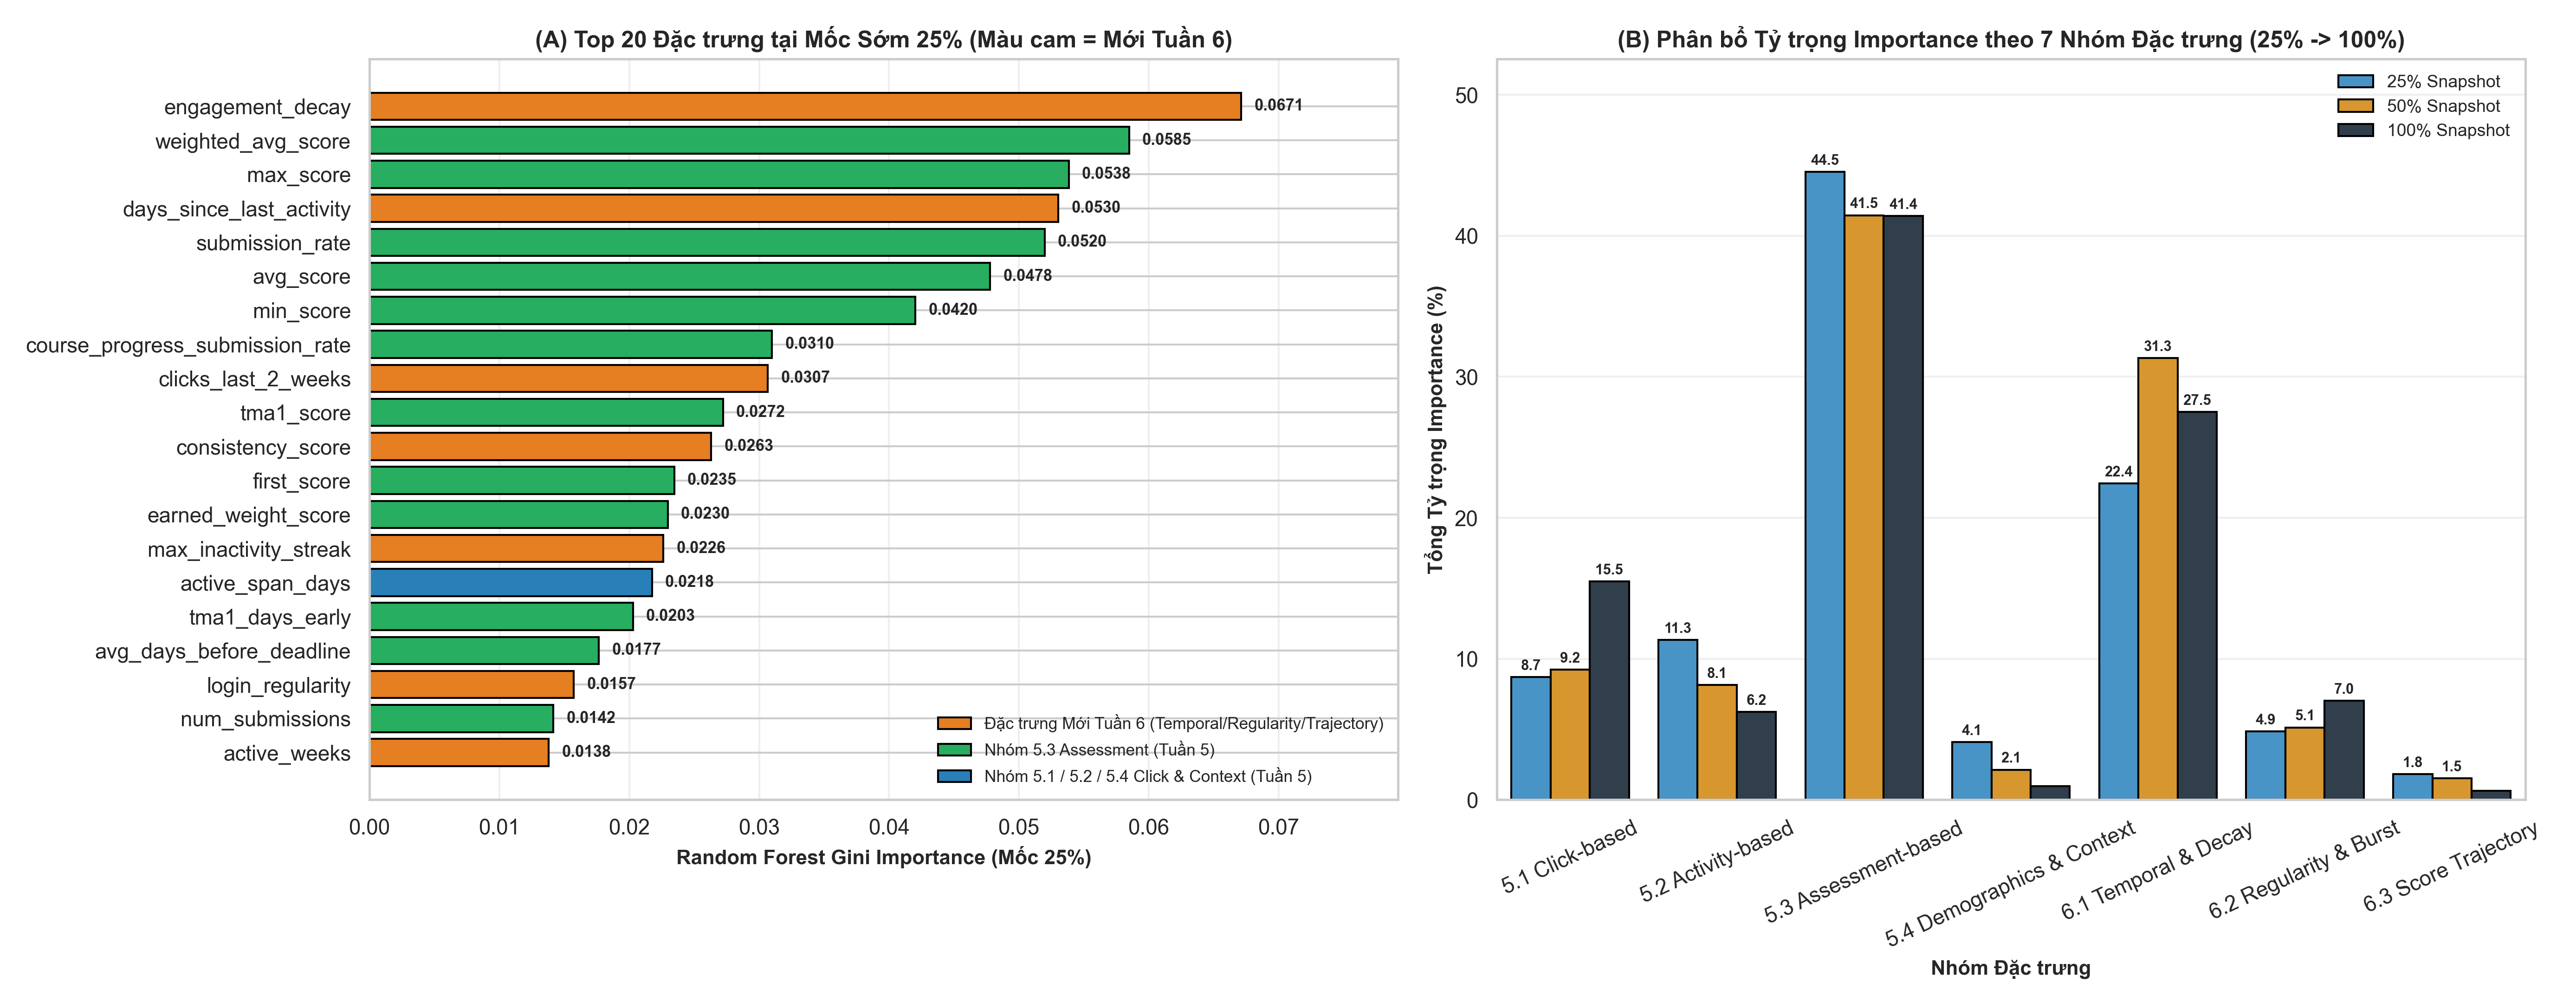 (A) Top 20 Đặc trưng tại Mốc Sớm 25% (Màu cam = Mới Tuần 6)
engagement_decay 0.0671
weighted_avg_score 0.0585
max_score 0.0538
days_since_last_activity 0.0530
submission_rate 0.0520
avg_score 0.0478
min_score 0.0420
course_progress_submission_rate 0.0310
clicks_last_2_weeks 0.0307
tma1_score 0.0272
consistency_score 0.0263
first_score 0.0235
earned_weight_score 0.0230
max_inactivity_streak 0.0226
active_span_days 0.0218
tma1_days_early 0.0203
avg_days_before_deadline 0.0177
login_regularity 0.0157
num_submissions 0.0142
active_weeks 0.0138
Đặc trưng Mới Tuần 6 (Temporal/Regularity/Trajectory)
Nhóm 5.3 Assessment (Tuần 5)
Nhóm 5.1 / 5.2 / 5.4 Click & Context (Tuần 5)
0.00 0.01 0.02 0.03 0.04 0.05 0.06 0.07
Random Forest Gini Importance (Mốc 25%)
(B) Phân bổ Tỷ trọng Importance theo 7 Nhóm Đặc trưng (25% -> 100%)
25% Snapshot
50% Snapshot
100% Snapshot
Tổng Tỷ trọng Importance (%)
50
40
30
20
10
0
8.7 9.2 15.5
11.3 8.1 6.2
44.5 41.5 41.4
4.1 2.1
22.4 31.3 27.5
4.9 5.1 7.0
1.8 1.5
5.1 Click-based
5.2 Activity-based
5.3 Assessment-based
5.4 Demographics & Context
6.1 Temporal & Decay
6.2 Regularity & Burst
6.3 Score Trajectory
Nhóm Đặc trưng